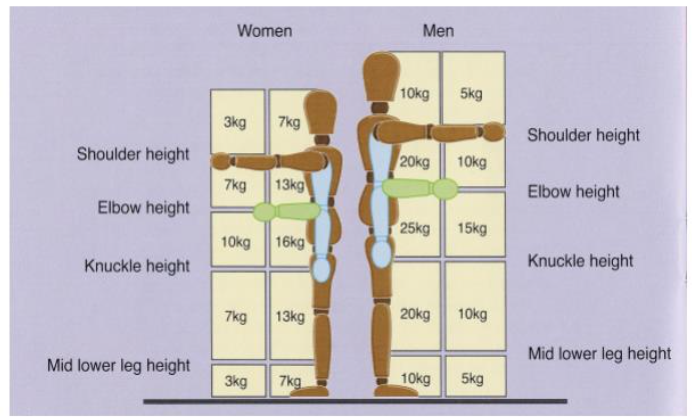 Women
Men
3kg 7kg
10kg 5kg
Shoulder height
Shoulder height
7kg 13kg
20kg 10kg
Elbow height
Elbow height
10kg 16kg
25kg 15kg
Knuckle height
Knuckle height
7kg 13kg
20kg 10kg
Mid lower leg height
Mid lower leg height
3kg 7kg
10kg 5kg